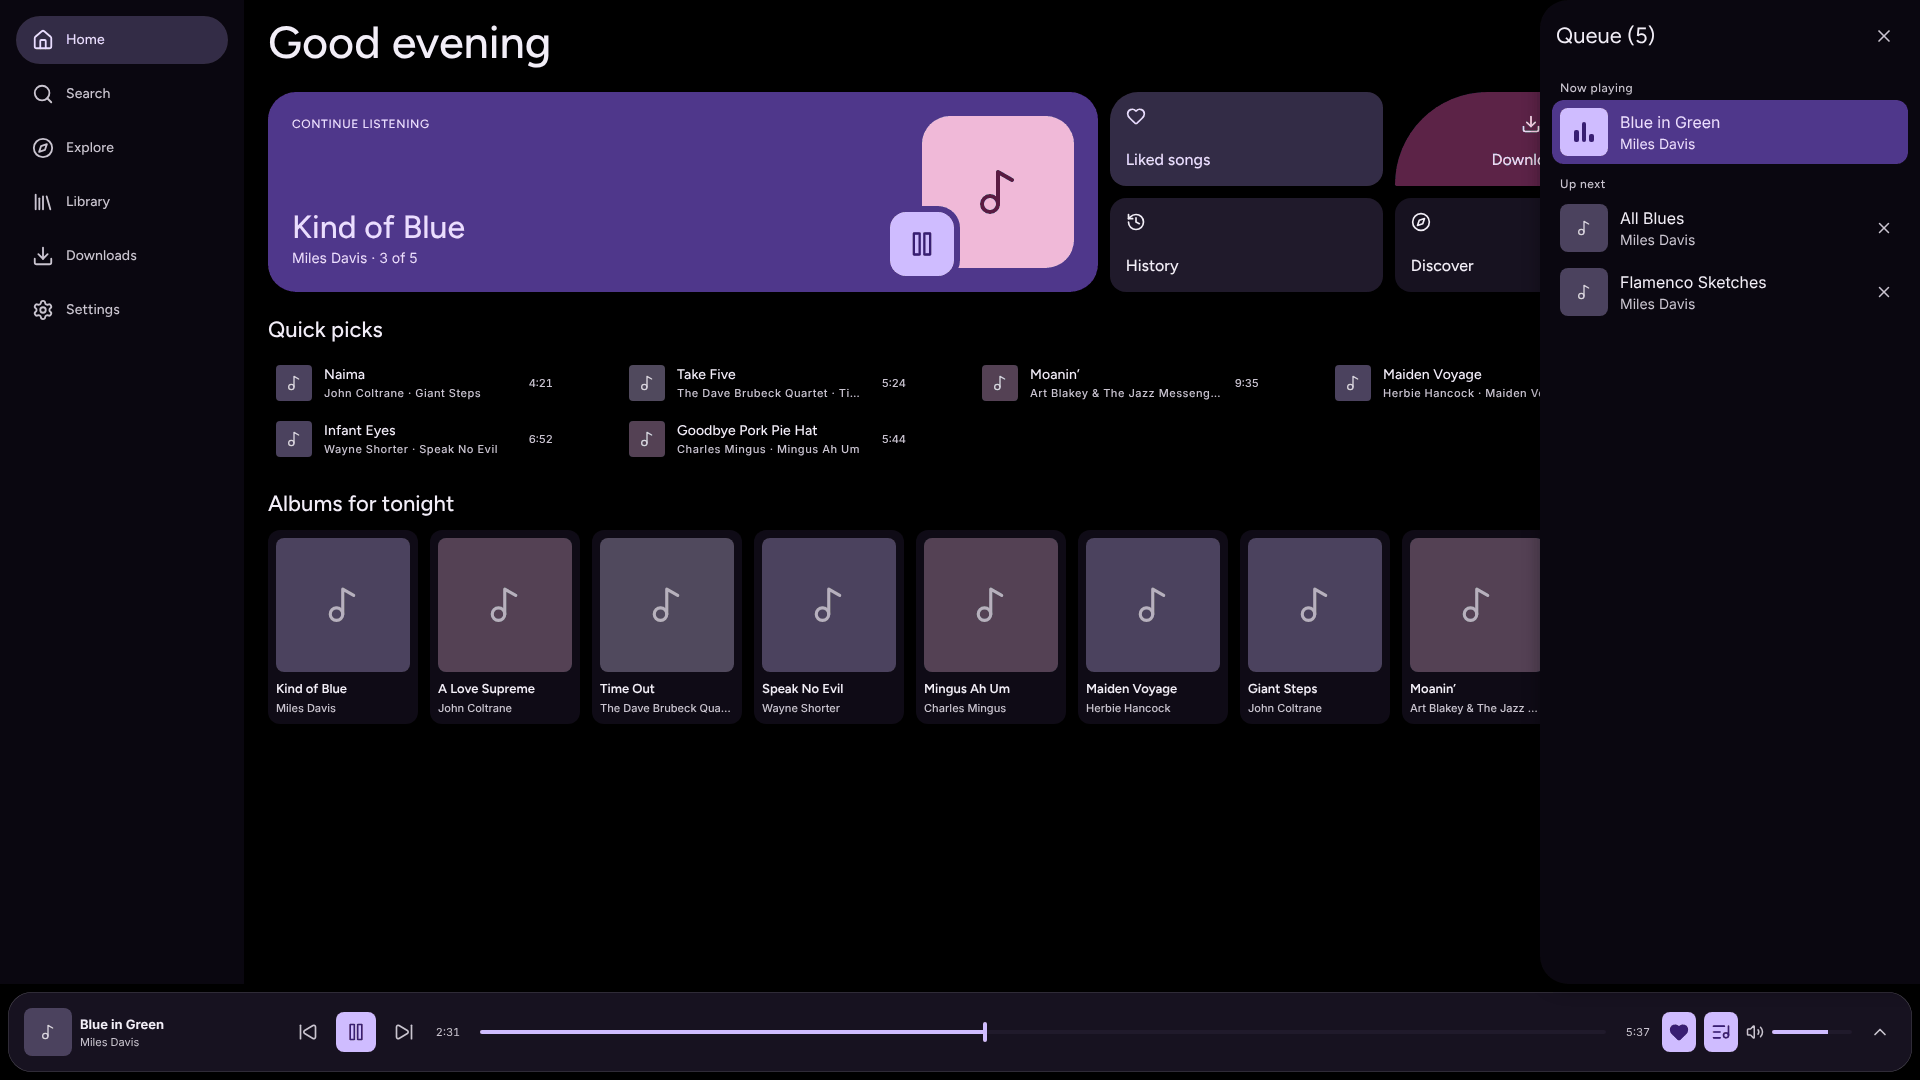 Home
Search
Explore
Library
Downloads
Settings
Good evening
CONTINUE LISTENING
Kind of Blue
Miles Davis · 3 of 5
Liked songs
Downlo
History
Discover
Quick picks
Naima
John Coltrane · Giant Steps
4:21
Take Five
The Dave Brubeck Quartet · Ti...
5:24
Moanin’
Art Blakey & The Jazz Messeng...
9:35
Maiden Voyage
Herbie Hancock · Maiden Vo
Infant Eyes
Wayne Shorter · Speak No Evil
6:52
Goodbye Pork Pie Hat
Charles Mingus · Mingus Ah Um
5:44
Albums for tonight
Kind of Blue
Miles Davis
A Love Supreme
John Coltrane
Time Out
The Dave Brubeck Qua...
Speak No Evil
Wayne Shorter
Mingus Ah Um
Charles Mingus
Maiden Voyage
Herbie Hancock
Giant Steps
John Coltrane
Moanin’
Art Blakey & The Jazz ...
Queue (5)
Now playing
Blue in Green
Miles Davis
Up next
All Blues
Miles Davis
Flamenco Sketches
Miles Davis
Blue in Green
Miles Davis
2:31
5:37